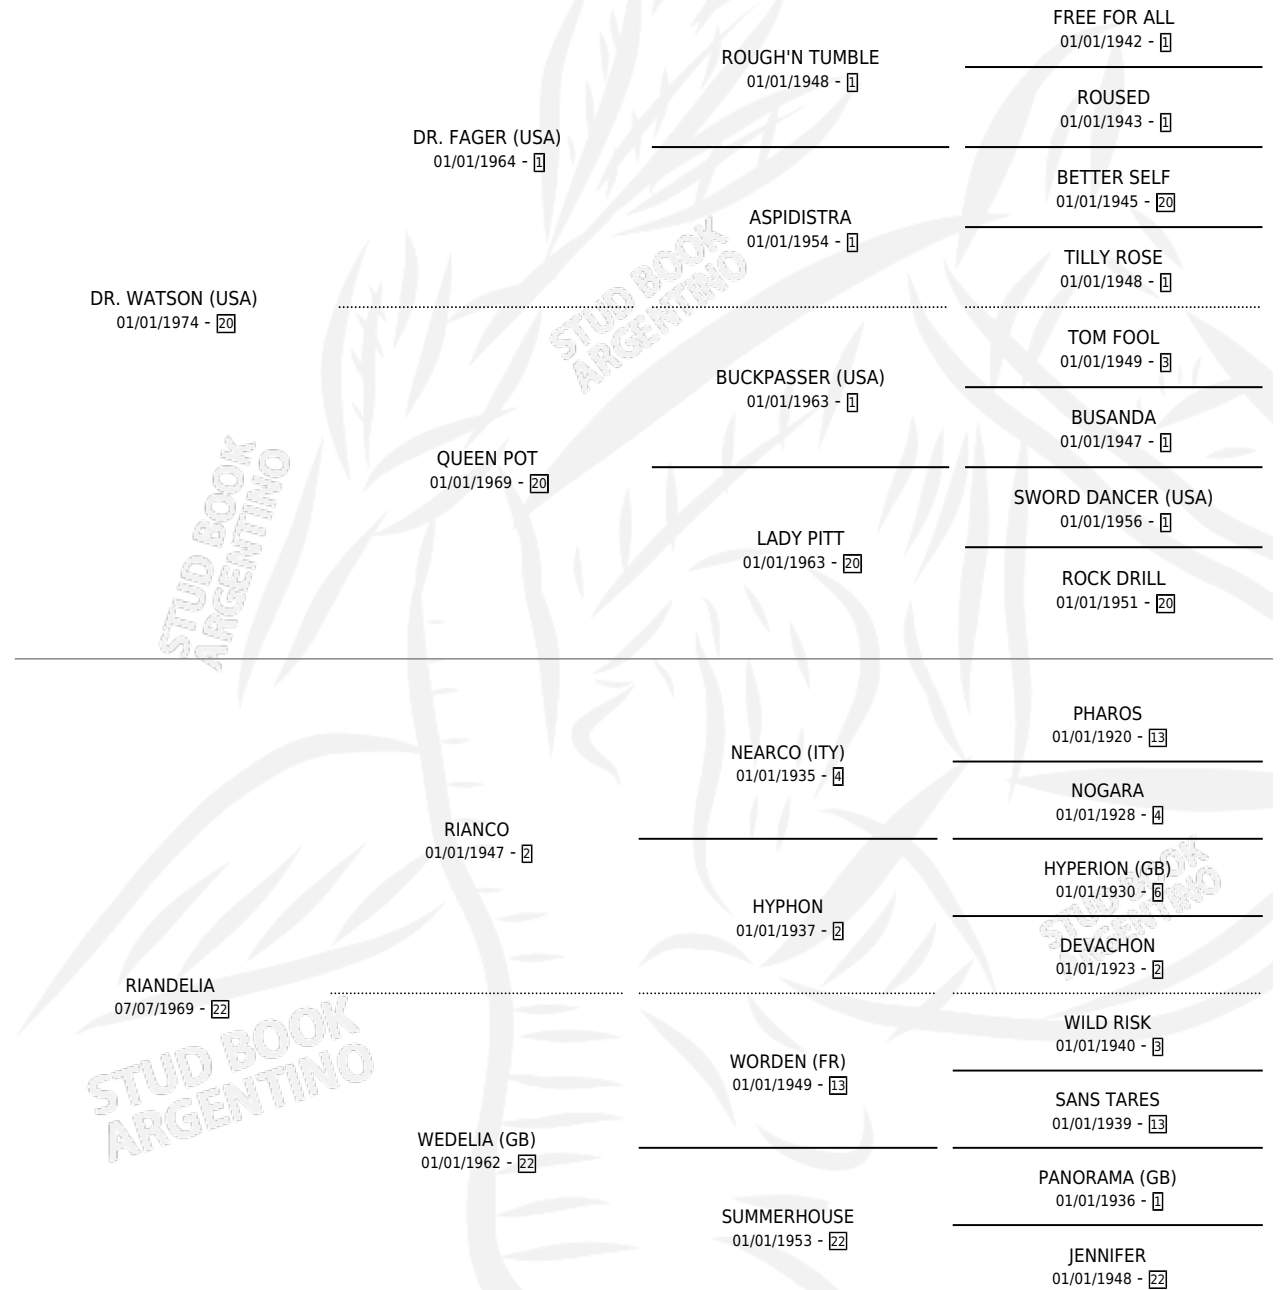 FREE FOR ALL
01/01/1942 - 1
ROUGH'N TUMBLE
01/01/1948 - 1
ROUSED
01/01/1943 - 1
DR. FAGER (USA)
01/01/1964 - 1
BETTER SELF
01/01/1945 - 20
ASPIDISTRA
01/01/1954 - 1
TILLY ROSE
01/01/1948 - 1
DR. WATSON (USA)
01/01/1974 - 20
TOM FOOL
01/01/1949 - 3
BUCKPASSER (USA)
01/01/1963 - 1
BUSANDA
01/01/1947 - 1
QUEEN POT
01/01/1969 - 20
SWORD DANCER (USA)
01/01/1956 - 1
LADY PITT
01/01/1963 - 20
ROCK DRILL
01/01/1951 - 20
PHAROS
01/01/1920 - 13
NEARCO (ITY)
01/01/1935 - 4
NOGARA
01/01/1928 - 4
RIANCO
01/01/1947 - 2
HYPERION (GB)
01/01/1930 - 6
HYPHON
01/01/1937 - 2
DEVACHON
01/01/1923 - 2
RIANDELIA
07/07/1969 - 22
WILD RISK
01/01/1940 - 3
WORDEN (FR)
01/01/1949 - 13
SANS TARES
01/01/1939 - 13
WEDELIA (GB)
01/01/1962 - 22
PANORAMA (GB)
01/01/1936 - 1
SUMMERHOUSE
01/01/1953 - 22
JENNIFER
01/01/1948 - 22
STUD BOOK
ARGENTINO
STUD BOOK
ARGENTINO
STUD BOOK
ARGENTINO
STUD BOOK
ARGENTINO